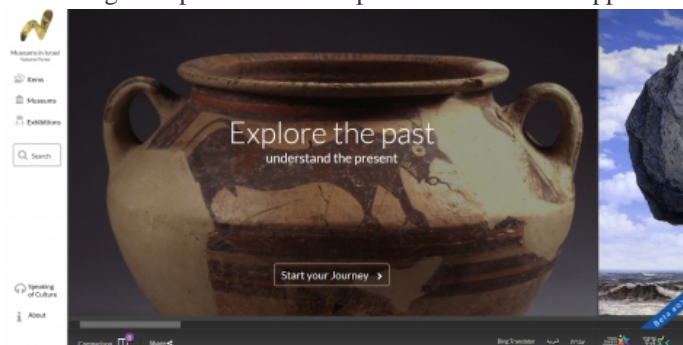 Museums in Israel
National Portal
Items
Museums
Exhibitions
Search
Explore the past
understand the present
Start your Journey >
Speaking
of Culture
About
Share
Bing Translator
العربية
עברית